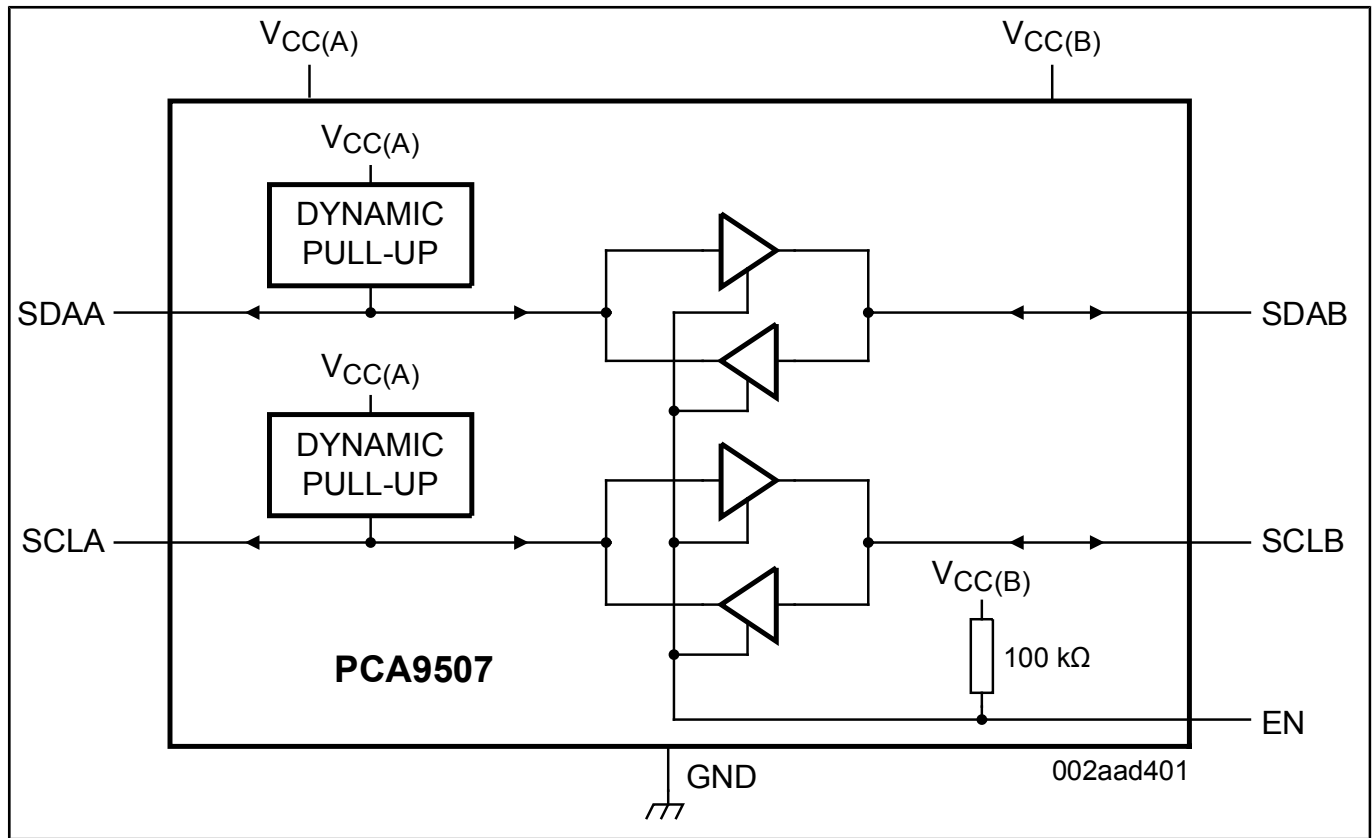 VCC(A)
VCC(B)
VCC(A)
DYNAMIC
PULL-UP
SDAA
SDAB
VCC(A)
DYNAMIC
PULL-UP
SCLA
SCLB
VCC(B)
100 kΩ
PCA9507
EN
GND
002aad401